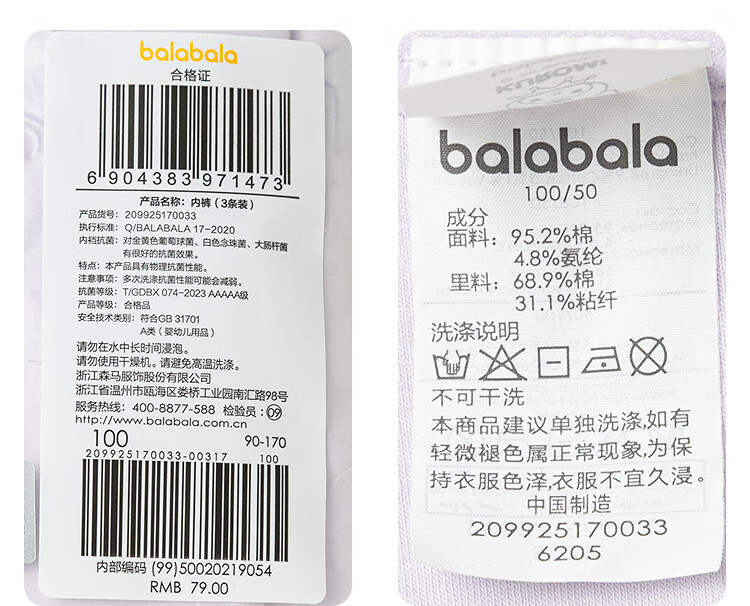 balabala
合格证
6 904383 971473
产品名称：内裤（3条装）
产品货号：209925170033
执行标准：Q/BALABALA 17-2020
内裆抗菌：对金黄色葡萄球菌、白色念珠菌、大肠杆菌
有很好的抗菌效果。
特点：本产品具有物理抗菌性能。
注意事项：多次洗涤抗菌性能可能会减弱。
抗菌等级：T/GDBX 074-2023 AAAAA级
产品等级：合格品
安全技术类别：符合GB 31701
A类（婴幼儿用品）
请勿在水中长时间浸泡。
请勿使用干燥机。请避免高温洗涤。
浙江森马服饰股份有限公司
浙江省温州市瓯海区娄桥工业园南汇路98号
服务热线：400-8877-588 检验员：09
http://www.balabala.com.cn
100 90-170
209925170033-00317 100
内部编码 (99)50020219054
RMB 79.00
KUROMI
balabala
100/50
成分
面料：95.2%棉
4.8%氨纶
里料：68.9%棉
31.1%粘纤
洗涤说明
不可干洗
本商品建议单独洗涤,如有
轻微褪色属正常现象,为保
持衣服色泽,衣服不宜久浸。
中国制造
209925170033
6205